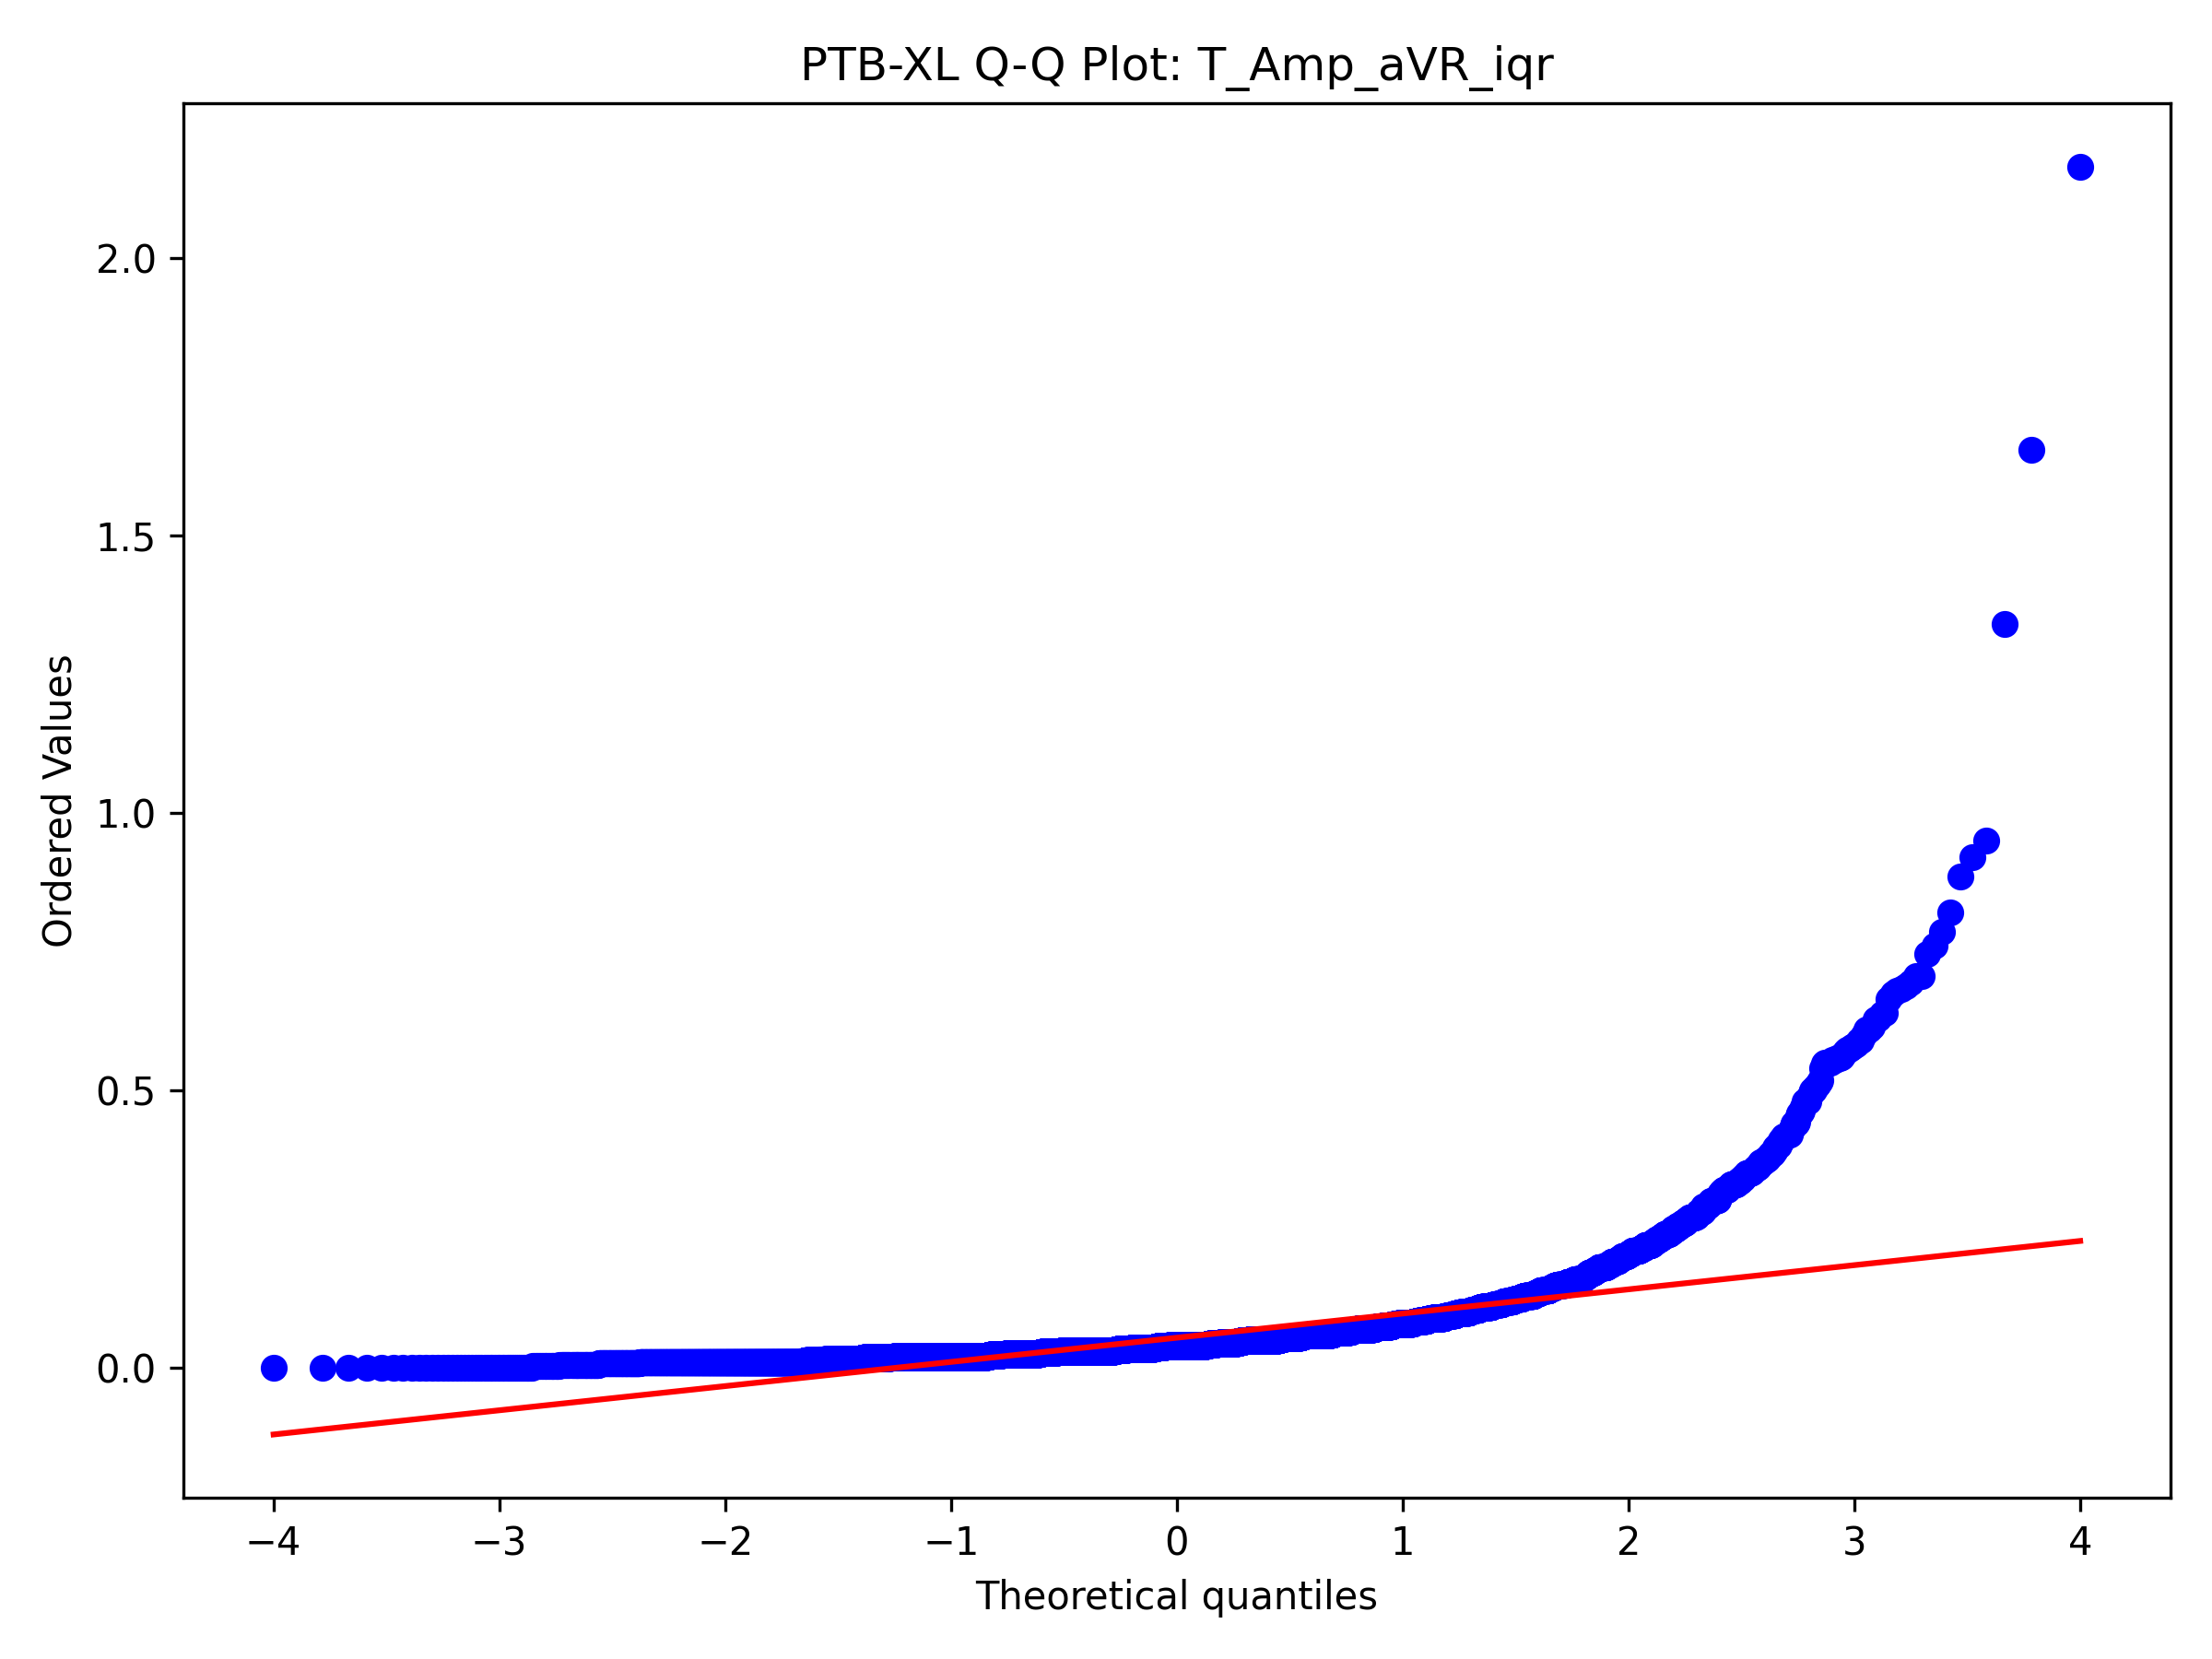 PTB-XL Q-Q Plot: T_Amp_aVR_iqr
Ordered Values
2.0
1.5
1.0
0.5
0.0
−4 −3 −2 −1 0 1 2 3 4
Theoretical quantiles